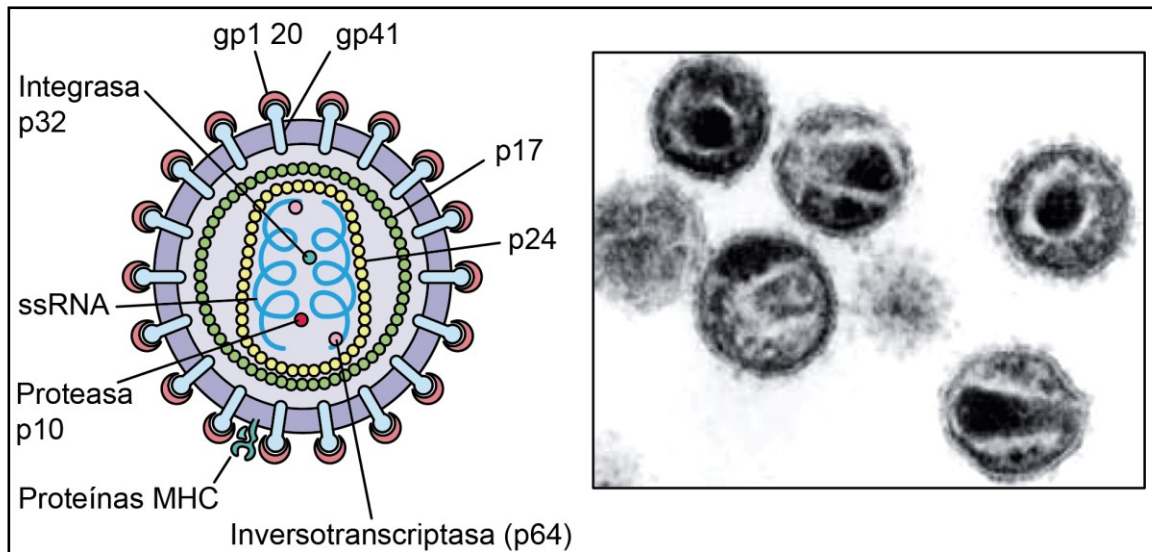 gp1 20
gp41
Integrasa
p32
p17
p24
ssRNA
Proteasa
p10
Proteínas MHC
Inversotranscriptasa (p64)